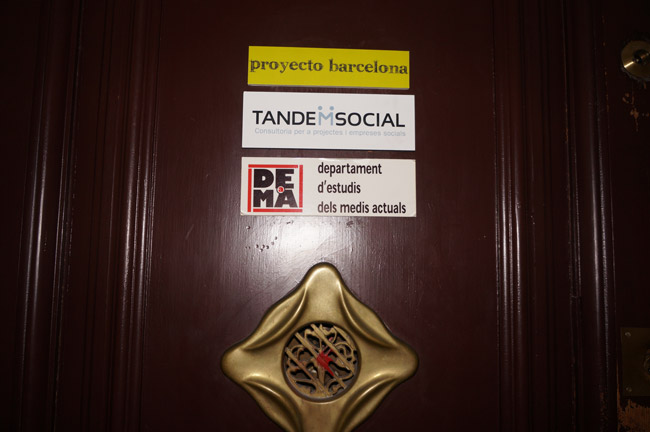 proyecto barcelona
TANDEMSOCIAL
Consultoria per a projectes i empreses socials
DE
MA
departament
d'estudis
dels medis actuals